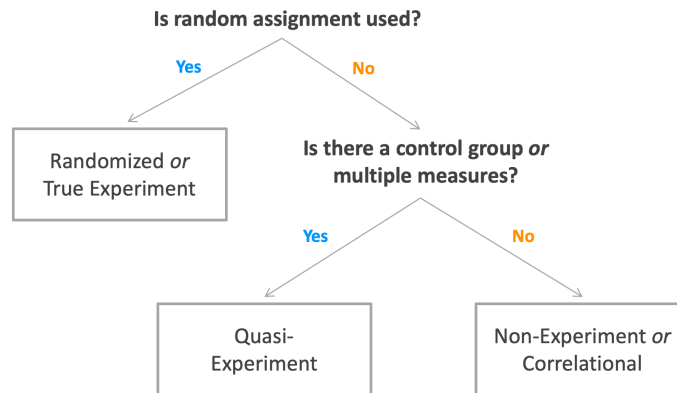 Is random assignment used?
Yes
No
Randomized or
True Experiment
Is there a control group or
multiple measures?
Yes
No
Quasi-
Experiment
Non-Experiment or
Correlational